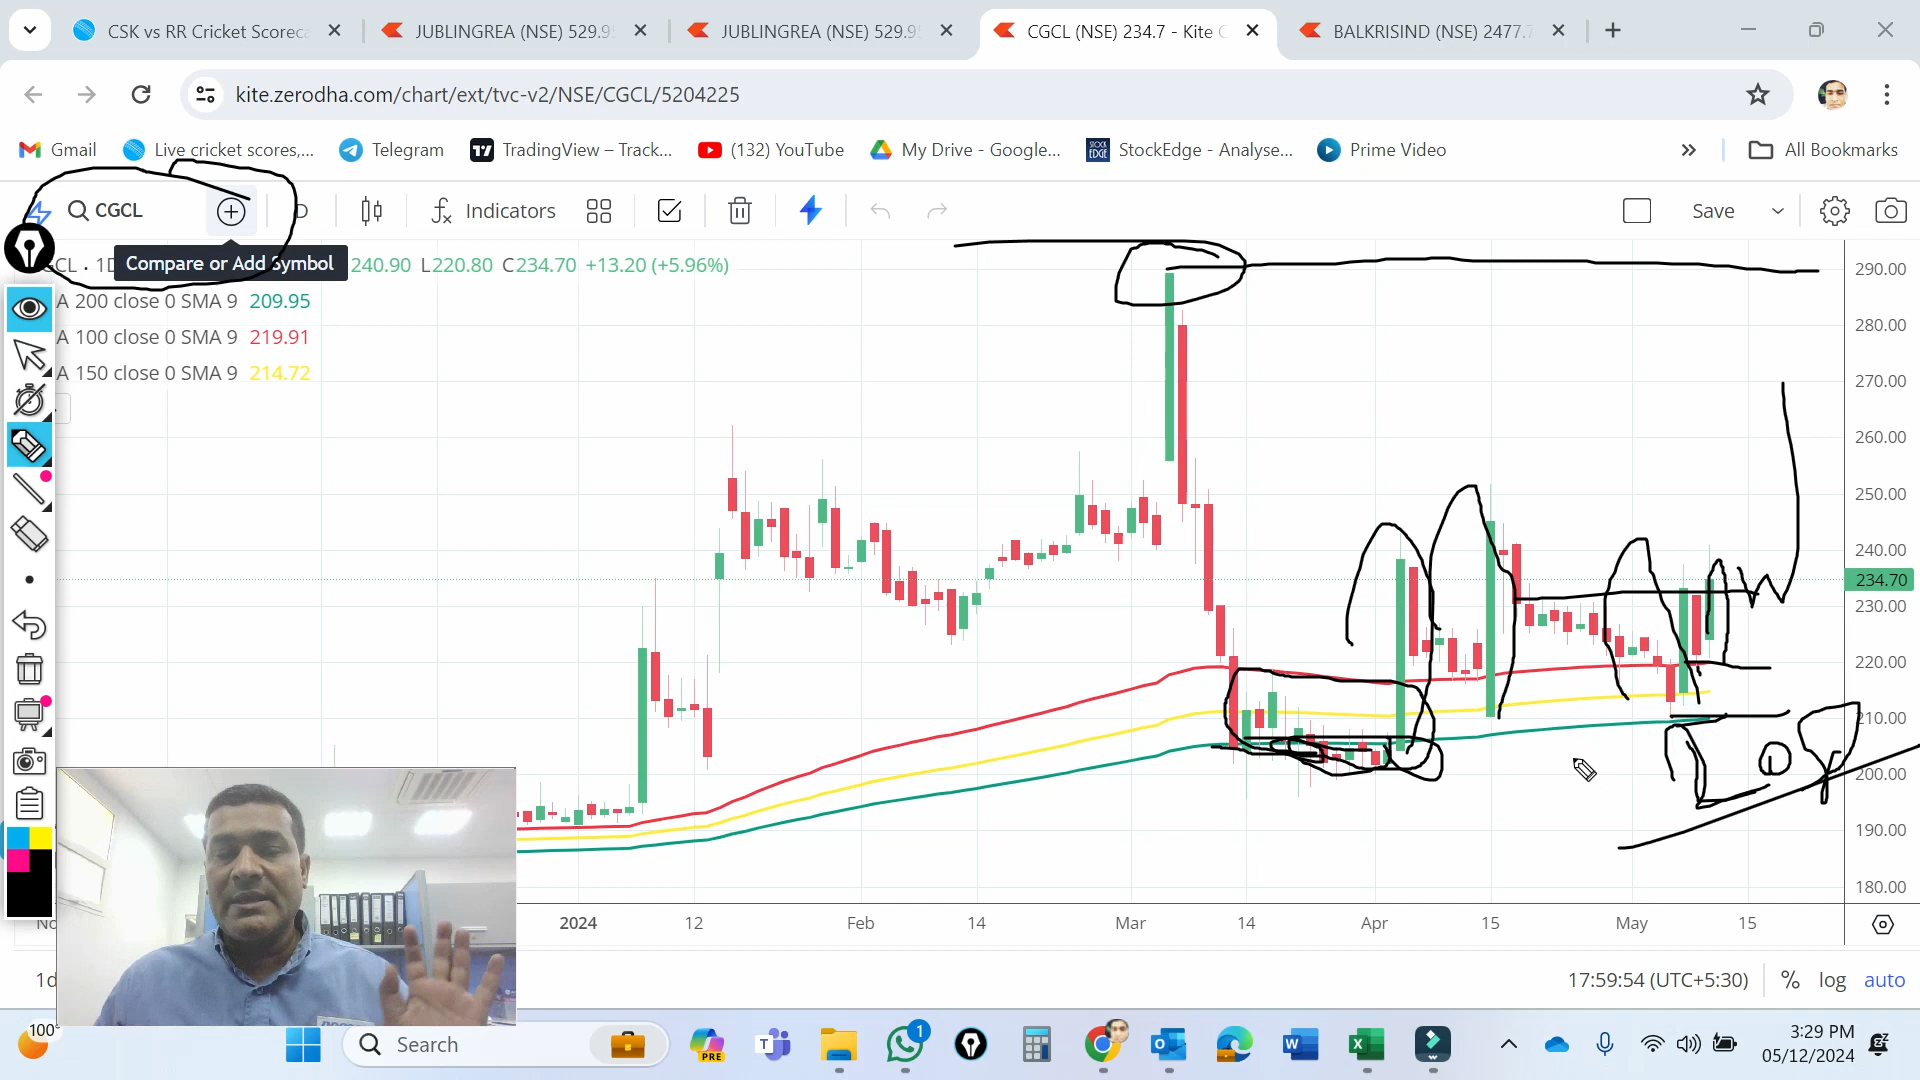 CSK vs RR Cricket Scoreca
JUBLINGREA (NSE) 529.9
JUBLINGREA (NSE) 529.9
CGCL (NSE) 234.7 - Kite C
BALKRISIND (NSE) 2477.7
kite.zerodha.com/chart/ext/tvc-v2/NSE/CGCL/5204225
Gmail
Live cricket scores,...
Telegram
TradingView – Track...
(132) YouTube
My Drive - Google...
STOCK EDGE
StockEdge - Analyse...
Prime Video
All Bookmarks
CGCL
D
Indicators
Save
Compare or Add Symbol
240.90 L220.80 C234.70 +13.20 (+5.96%)
A 200 close 0 SMA 9 209.95
A 100 close 0 SMA 9 219.91
A 150 close 0 SMA 9 214.72
290.00
280.00
270.00
260.00
250.00
240.00
234.70
230.00
220.00
210.00
200.00
190.00
180.00
2024
12
Feb
14
Mar
14
Apr
15
May
15
17:59:54 (UTC+5:30)
%
log
auto
100°
Search
PRE
1
3:29 PM
05/12/2024